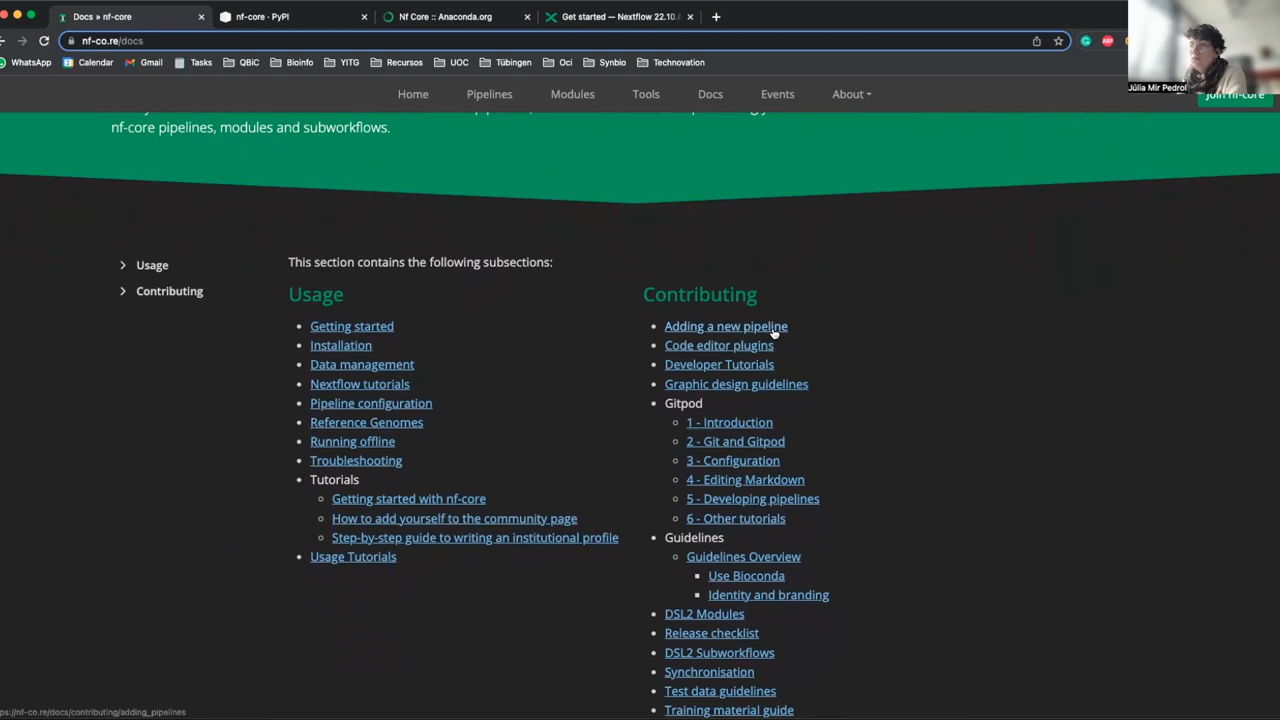 Docs » nf-core
nf-core · PyPI
Nf Core :: Anaconda.org
Get started — Nextflow 22.10.
nf-co.re/docs
WhatsApp
Calendar
Gmail
Tasks
QBiC
Bioinfo
YITG
Recursos
UOC
Tübingen
Oci
Synbio
Technovation
Júlia Mir Pedrol
Home
Pipelines
Modules
Tools
Docs
Events
About
Join nf-core
nf-core pipelines, modules and subworkflows.
Usage
Contributing
This section contains the following subsections:
Usage
Getting started
Installation
Data management
Nextflow tutorials
Pipeline configuration
Reference Genomes
Running offline
Troubleshooting
Tutorials
Getting started with nf-core
How to add yourself to the community page
Step-by-step guide to writing an institutional profile
Usage Tutorials
Contributing
Adding a new pipeline
Code editor plugins
Developer Tutorials
Graphic design guidelines
Gitpod
1 - Introduction
2 - Git and Gitpod
3 - Configuration
4 - Editing Markdown
5 - Developing pipelines
6 - Other tutorials
Guidelines
Guidelines Overview
Use Bioconda
Identity and branding
DSL2 Modules
Release checklist
DSL2 Subworkflows
Synchronisation
Test data guidelines
Training material guide
ps://nf-co.re/docs/contributing/adding_pipelines